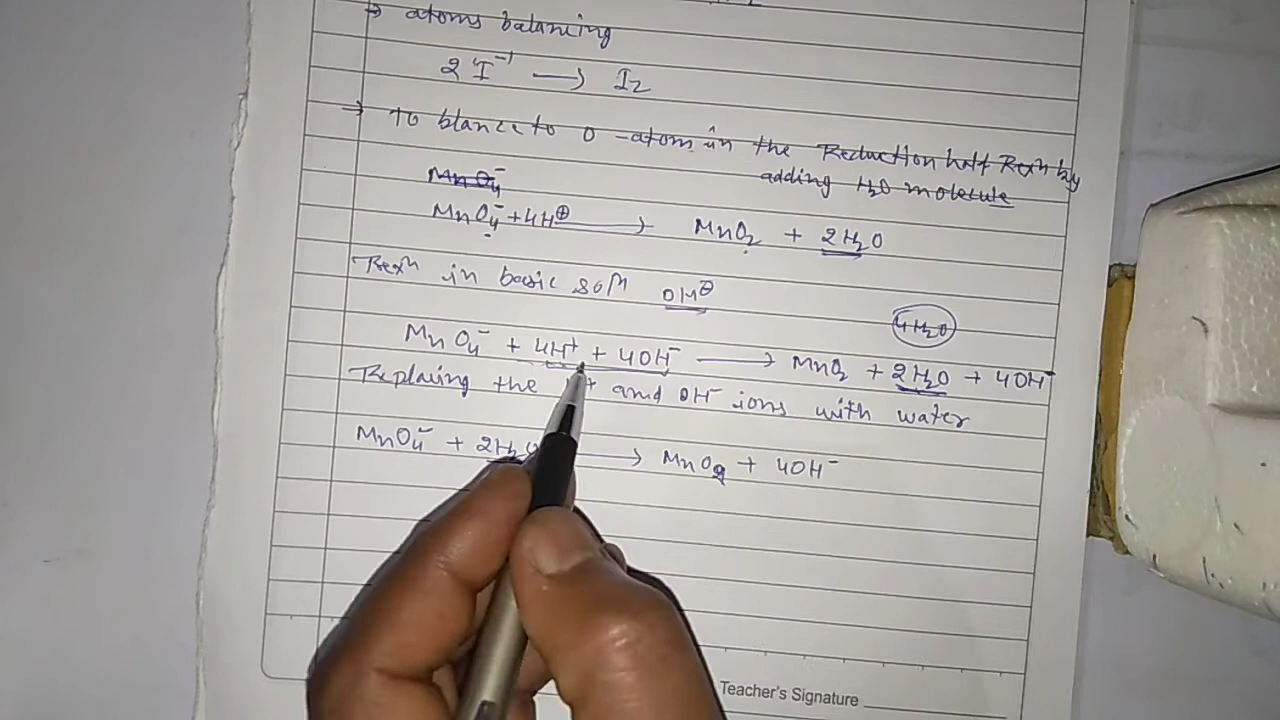 → atoms balancing
2I⁻¹ ⟶ I₂
→ to blance to O-atom in the Reduction half Rexn by
adding H₂O molecule
MnO₄⁻
MnO₄⁻ + 4H⊕ ⟶ MnO₂ + 2H₂O
Rexn in basic soln OH⊖
4H₂O
MnO₄⁻ + 4H⁺ + 4OH⁻ ⟶ MnO₂ + 2H₂O + 4OH⁻
Replacing the H⁺ and OH⁻ ions with water
MnO₄⁻ + 2H₂O ⟶ MnO₂ + 4OH⁻
Teacher's Signature